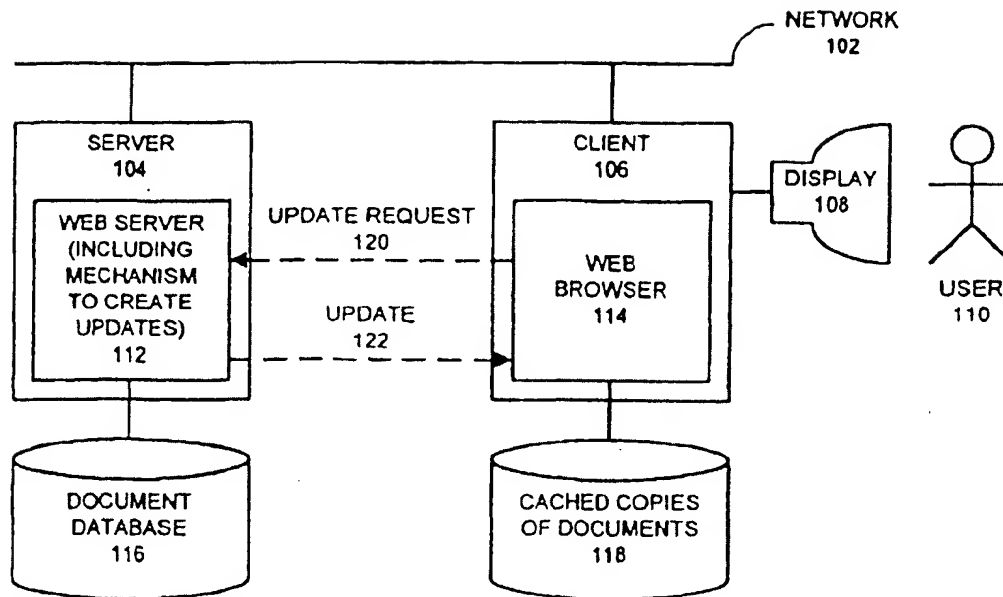 NETWORK
102
SERVER
104
CLIENT
106
DISPLAY
108
WEB SERVER
(INCLUDING
MECHANISM
TO CREATE
UPDATES)
112
UPDATE REQUEST
120
WEB
BROWSER
114
UPDATE
122
USER
110
DOCUMENT
DATABASE
116
CACHED COPIES
OF DOCUMENTS
118